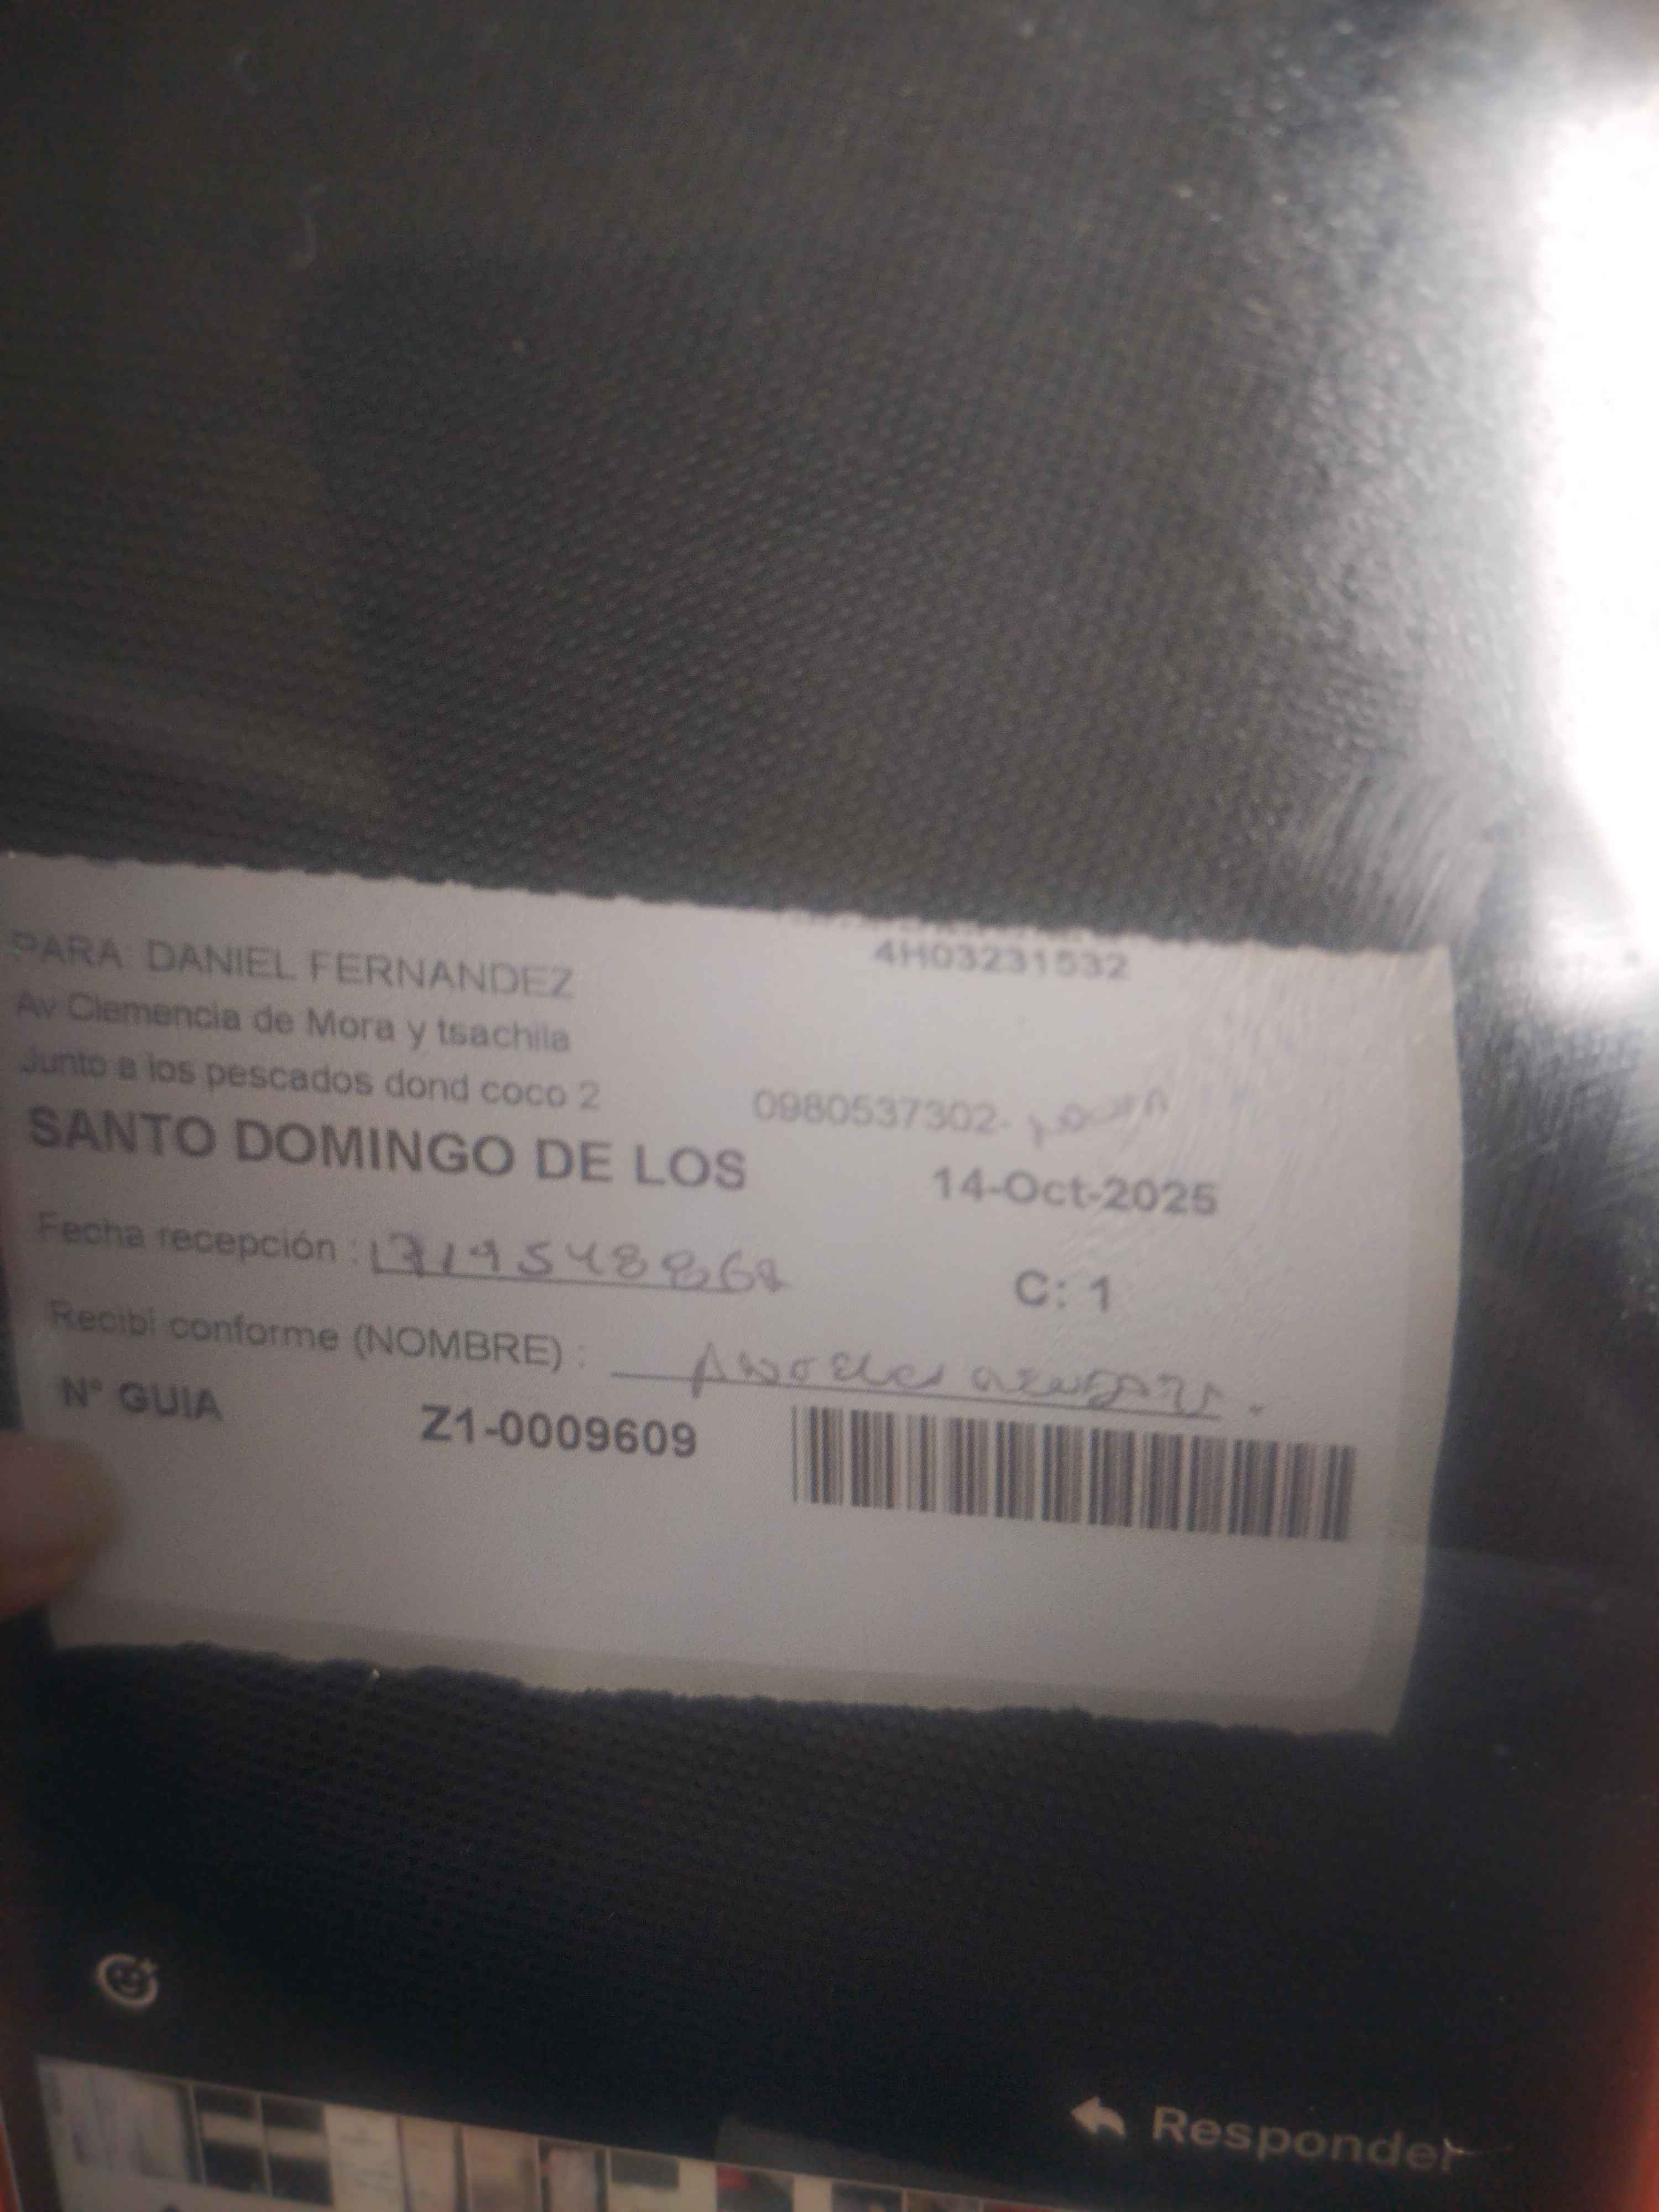 PARA DANIEL FERNANDEZ
4H03231532
Av Clemencia de Mora y tsachila
Junto a los pescados dond coco 2
0980537302-
SANTO DOMINGO DE LOS
14-Oct-2025
Fecha recepción : 1719548868
C: 1
Recibi conforme (NOMBRE) :
N° GUIA Z1-0009609
Responder